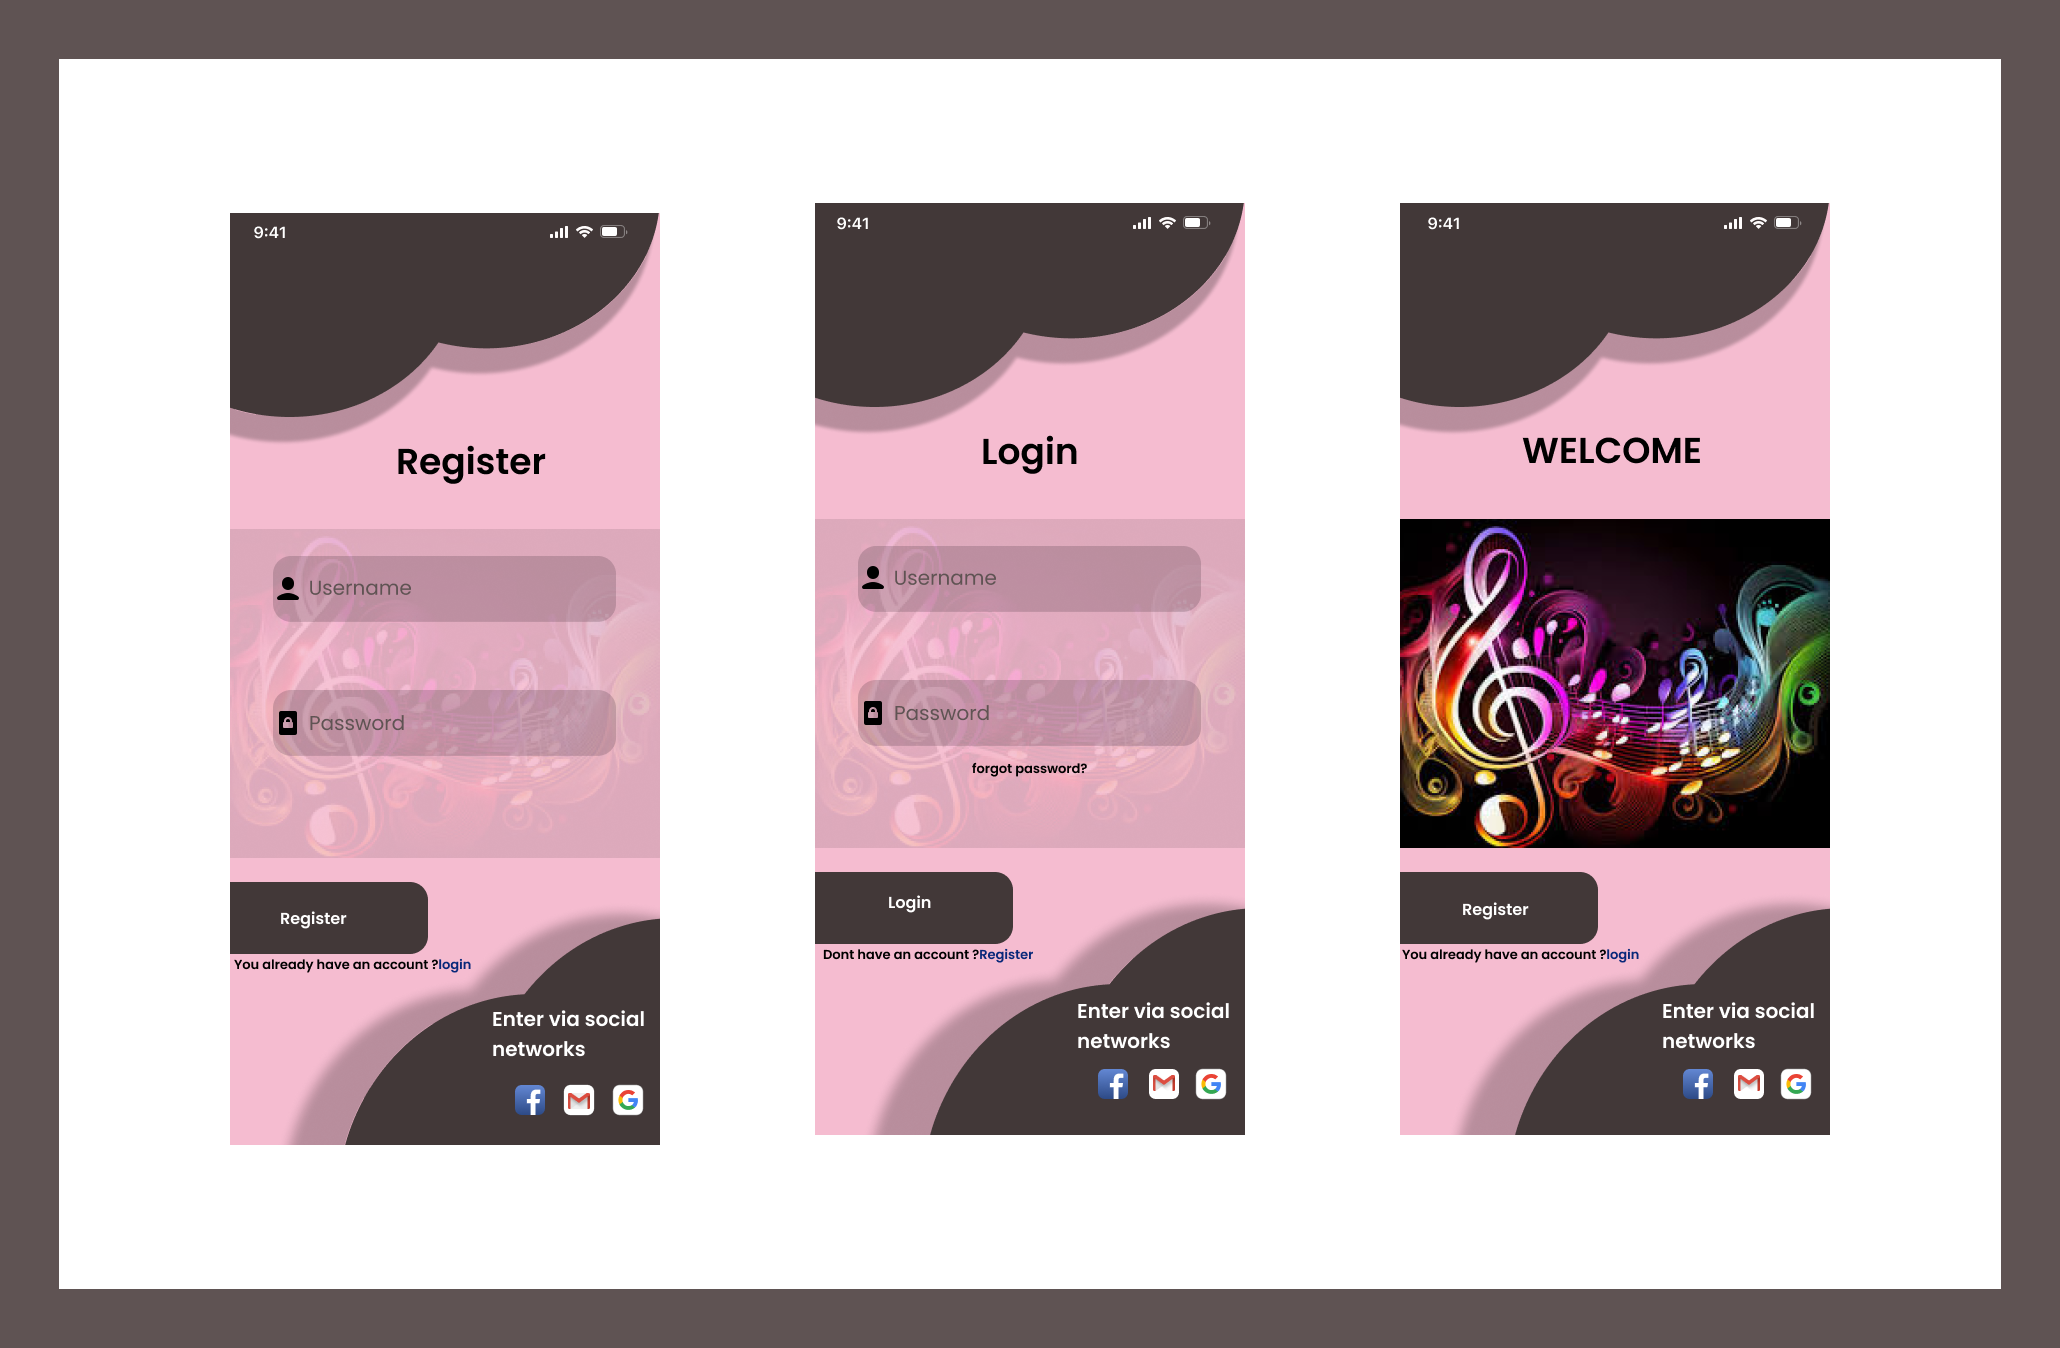 9:41
Register
Username
Password
Register
You already have an account ?login
Enter via social
networks
9:41
Login
Username
Password
forgot password?
Login
Dont have an account ?Register
Enter via social
networks
9:41
WELCOME
Register
You already have an account ?login
Enter via social
networks